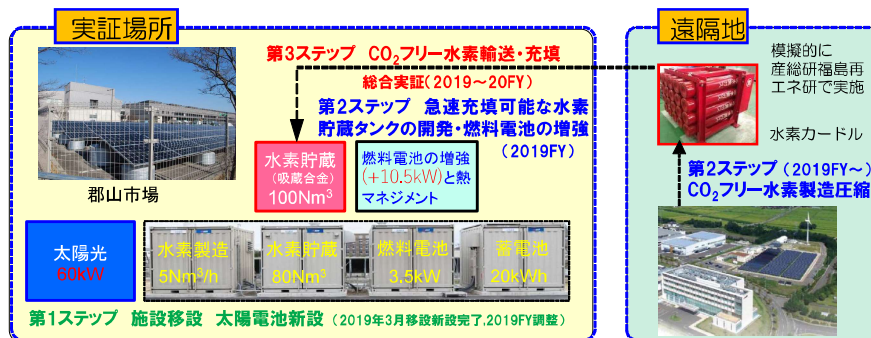 実証場所
第3ステップ CO₂フリー水素輸送・充填
総合実証(2019～20FY)
第2ステップ 急速充填可能な水素
貯蔵タンクの開発・燃料電池の増強
(2019FY)
郡山市場
水素貯蔵
(吸蔵合金)
100Nm³
燃料電池の増強
(+10.5kW)と熱
マネジメント
太陽光
60kW
水素製造
5Nm³/h
水素貯蔵
80Nm³
燃料電池
3.5kW
蓄電池
20kWh
第1ステップ 施設移設 太陽電池新設 (2019年3月移設新設完了,2019FY調整)
遠隔地
模擬的に
産総研福島再
エネ研で実施
水素カードル
第2ステップ (2019FY～)
CO₂フリー水素製造圧縮